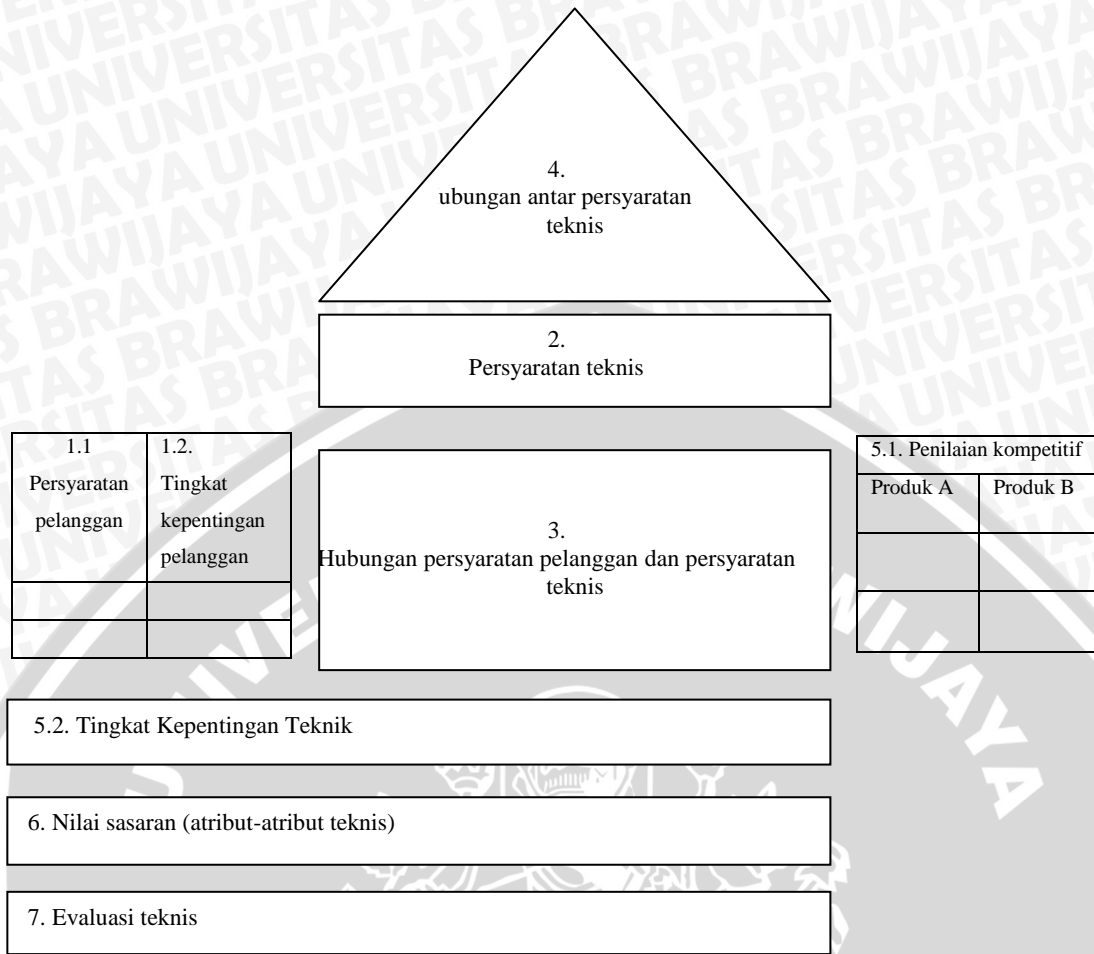 4.
ubungan antar persyaratan
teknis
2.
Persyaratan teknis
1.1
Persyaratan
pelanggan
1.2.
Tingkat
kepentingan
pelanggan
3.
Hubungan persyaratan pelanggan dan persyaratan
teknis
5.1. Penilaian kompetitif
Produk A
Produk B
5.2. Tingkat Kepentingan Teknik
6. Nilai sasaran (atribut-atribut teknis)
7. Evaluasi teknis
UNIVERSITAS BRAWIJAYA